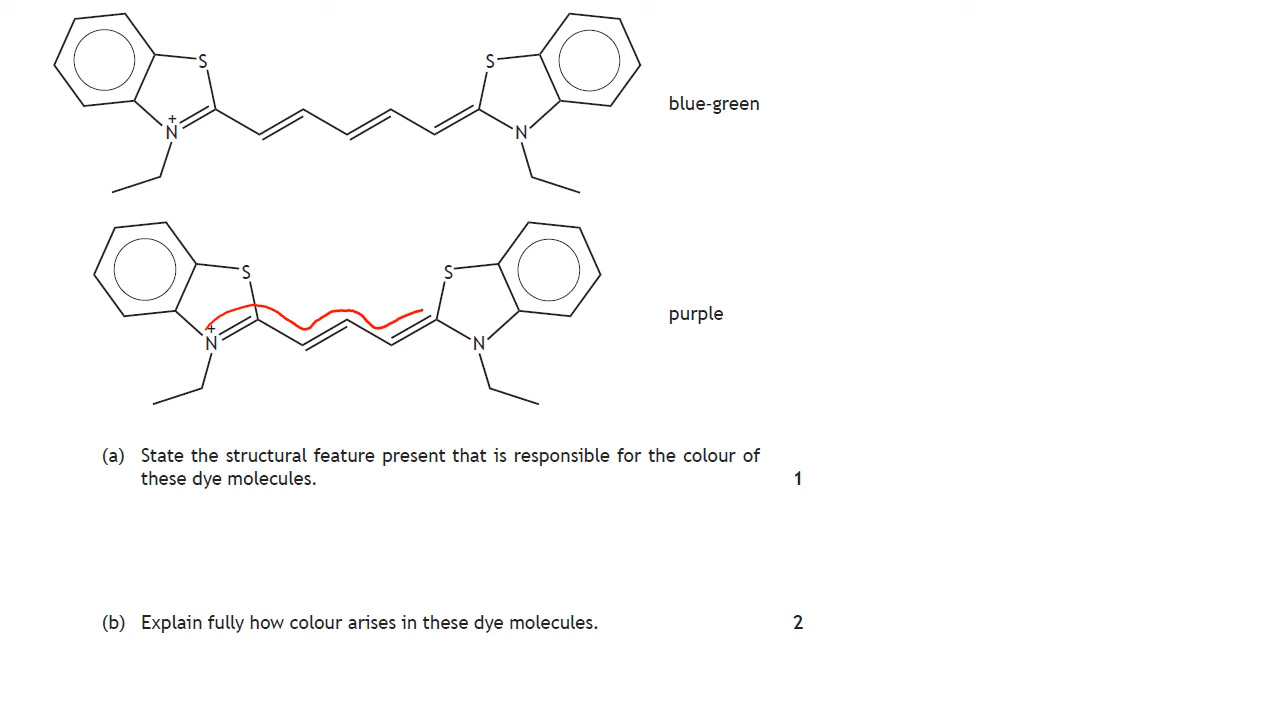 S
S
blue-green
+
N
N
S
S
purple
+
N
N
(a) State the structural feature present that is responsible for the colour of
these dye molecules. 1
(b) Explain fully how colour arises in these dye molecules. 2